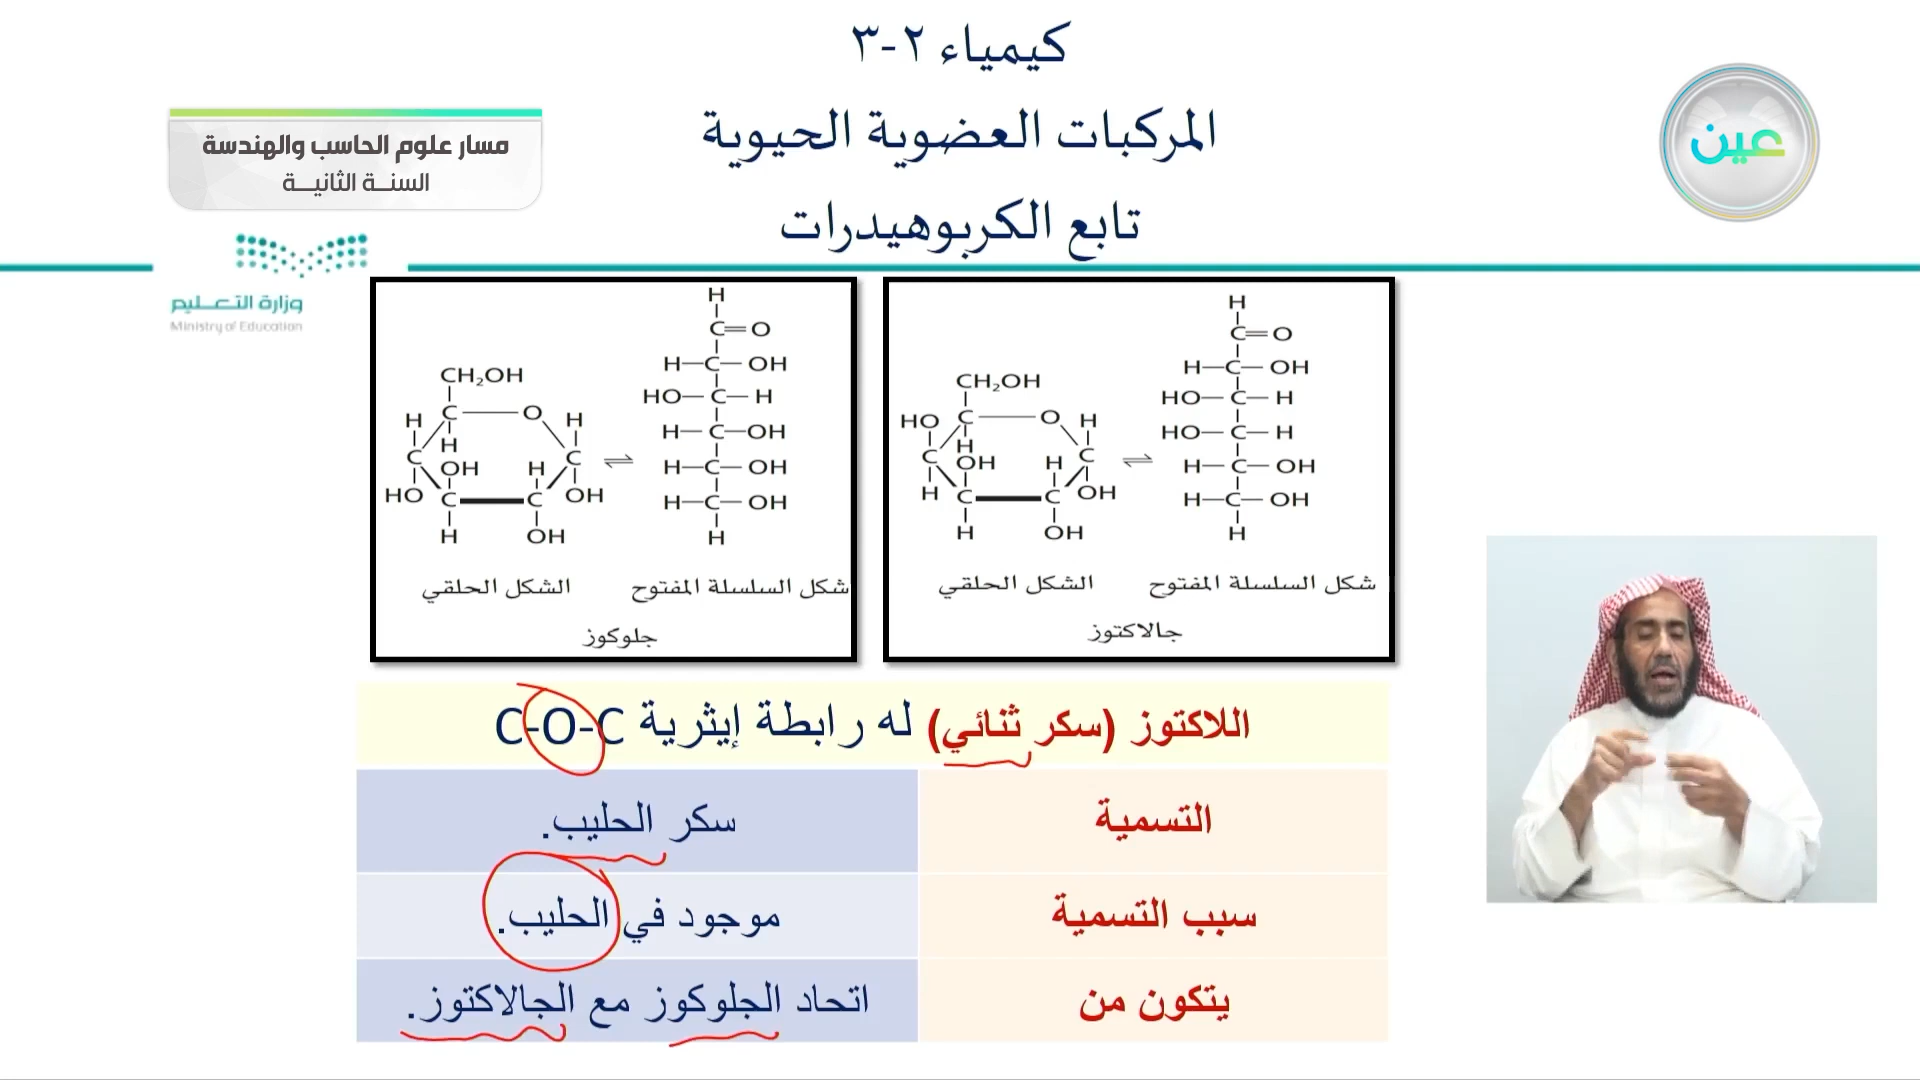 كيمياء ٢-٣
المركبات العضوية الحيوية
تابع الكربوهيدرات
عين
مسار علوم الحاسب والهندسة
السنة الثانية
وزارة التعليم
Ministry of Education
H
C=O
H—C—OH
HO—C—H
HO—C—H
H—C—OH
H—C—OH
H
CH₂OH
HO C O H
H
C OH H C
H C C OH
H OH
شكل السلسلة المفتوح
الشكل الحلقي
جالاكتوز
H
C=O
H—C—OH
HO—C—H
H—C—OH
H—C—OH
H—C—OH
H
CH₂OH
H C O H
H
C OH H C
HO C C OH
H OH
شكل السلسلة المفتوح
الشكل الحلقي
جلوكوز
اللاكتوز (سكر ثنائي) له رابطة إيثرية C-O-C
التسمية
سكر الحليب.
سبب التسمية
موجود في الحليب.
يتكون من
اتحاد الجلوكوز مع الجالاكتوز.